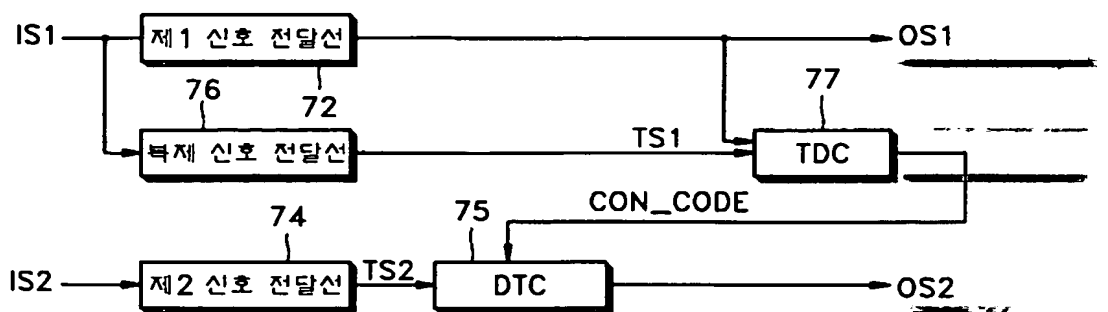 IS1
제1 신호 전달선
OS1
76
72
77
복제 신호 전달선
TS1
TDC
CON_CODE
74
75
IS2
제2 신호 전달선
TS2
DTC
OS2